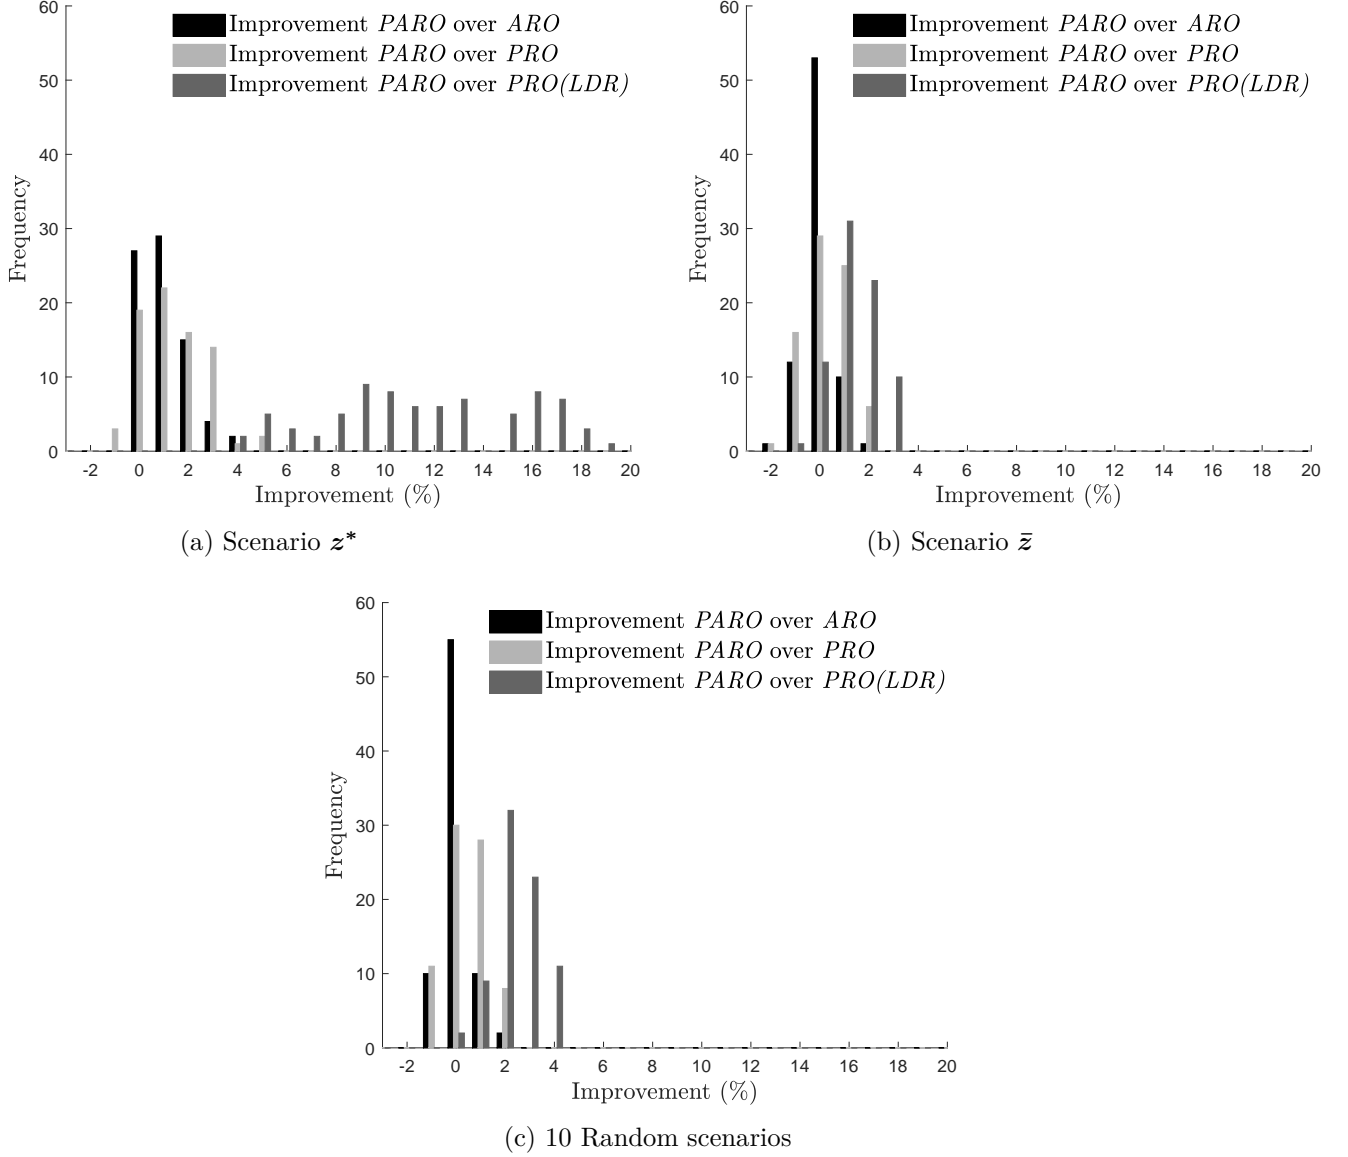 Improvement PARO over ARO
Improvement PARO over PRO
Improvement PARO over PRO(LDR)
60
50
40
30
20
10
0
Frequency
-2 0 2 4 6 8 10 12 14 16 18 20
Improvement (%)
(a) Scenario z*
Improvement PARO over ARO
Improvement PARO over PRO
Improvement PARO over PRO(LDR)
60
50
40
30
20
10
0
Frequency
-2 0 2 4 6 8 10 12 14 16 18 20
Improvement (%)
(b) Scenario z̄
Improvement PARO over ARO
Improvement PARO over PRO
Improvement PARO over PRO(LDR)
60
50
40
30
20
10
0
Frequency
-2 0 2 4 6 8 10 12 14 16 18 20
Improvement (%)
(c) 10 Random scenarios